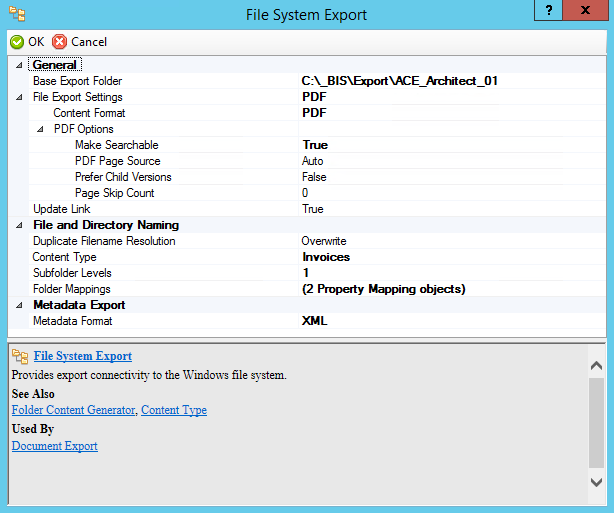 File System Export
? X
OK Cancel
General
Base Export Folder C:\_BIS\Export\ACE_Architect_01
File Export Settings PDF
Content Format PDF
PDF Options
Make Searchable True
PDF Page Source Auto
Prefer Child Versions False
Page Skip Count 0
Update Link True
File and Directory Naming
Duplicate Filename Resolution Overwrite
Content Type Invoices
Subfolder Levels 1
Folder Mappings (2 Property Mapping objects)
Metadata Export
Metadata Format XML
File System Export
Provides export connectivity to the Windows file system.
See Also
Folder Content Generator, Content Type
Used By
Document Export